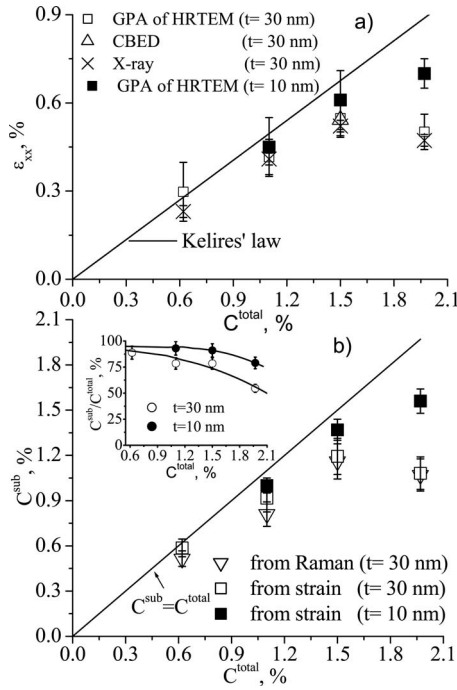 a)
GPA of HRTEM (t= 30 nm)
CBED (t= 30 nm)
X-ray (t= 30 nm)
GPA of HRTEM (t= 10 nm)
0.9
0.6
0.3
0.0
εxx, %
Kelires' law
0.0 0.3 0.6 0.9 1.2 1.5 1.8 2.1
C^total, %
b)
1.8
1.5
1.2
0.9
0.6
0.3
0.0
2.1
C^sub, %
100
75
50
25
0
C^sub/C^total, %
t=30 nm
t=10 nm
0.6 0.9 1.2 1.5 1.8 2.1
C^total, %
C^sub=C^total
from Raman (t= 30 nm)
from strain (t= 30 nm)
from strain (t= 10 nm)
0.0 0.3 0.6 0.9 1.2 1.5 1.8 2.1
C^total, %